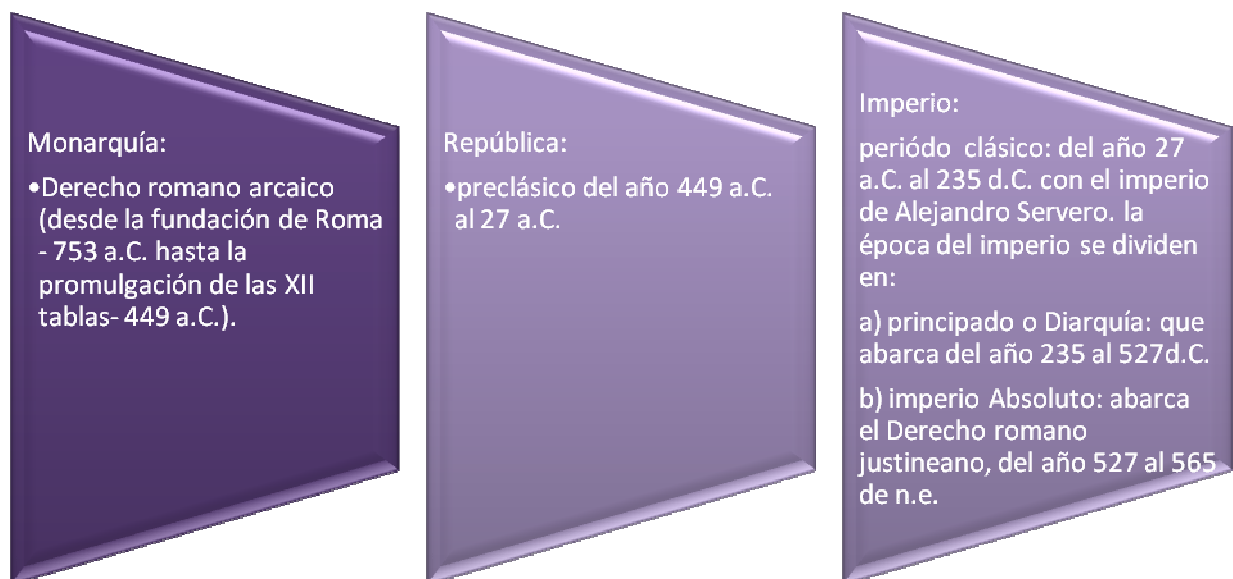 Monarquía:
•Derecho romano arcaico
(desde la fundación de Roma
- 753 a.C. hasta la
promulgación de las XII
tablas- 449 a.C.).
República:
•preclásico del año 449 a.C.
al 27 a.C.
Imperio:
periódo clásico: del año 27
a.C. al 235 d.C. con el imperio
de Alejandro Servero. la
época del imperio se dividen
en:
a) principado o Diarquía: que
abarca del año 235 al 527d.C.
b) imperio Absoluto: abarca
el Derecho romano
justineano, del año 527 al 565
de n.e.